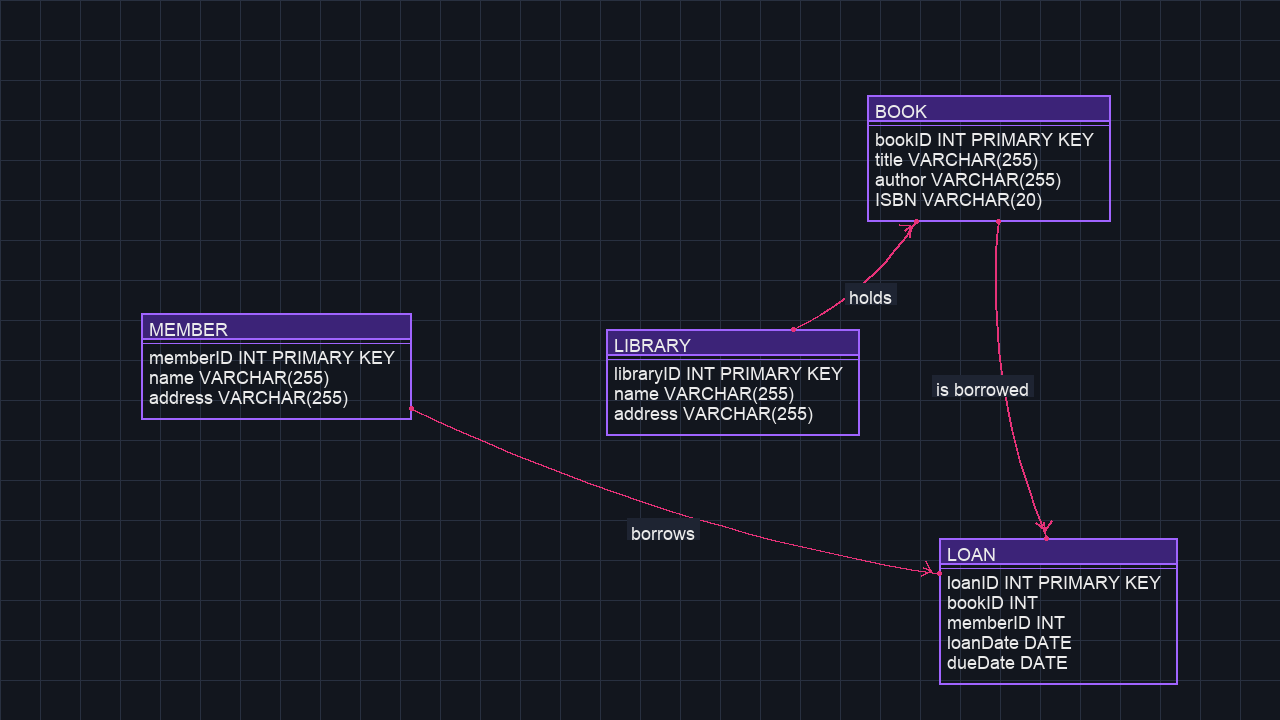 BOOK
bookID INT PRIMARY KEY
title VARCHAR(255)
author VARCHAR(255)
ISBN VARCHAR(20)
holds
MEMBER
memberID INT PRIMARY KEY
name VARCHAR(255)
address VARCHAR(255)
LIBRARY
libraryID INT PRIMARY KEY
name VARCHAR(255)
address VARCHAR(255)
is borrowed
borrows
LOAN
loanID INT PRIMARY KEY
bookID INT
memberID INT
loanDate DATE
dueDate DATE